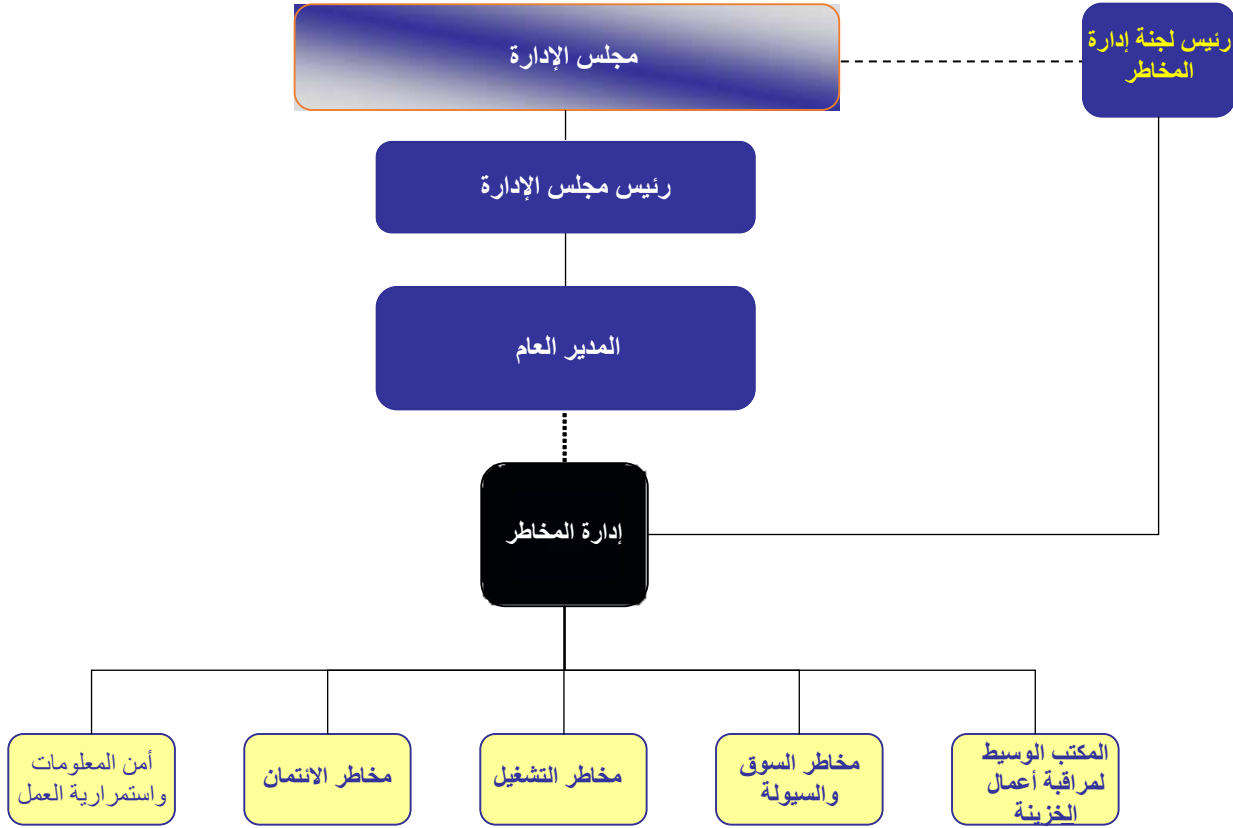 مجلس الإدارة
رئيس لجنة إدارة
المخاطر
رئيس مجلس الإدارة
المدير العام
إدارة المخاطر
المكتب الوسيط
لمراقبة أعمال
الخزينة
مخاطر السوق
والسيولة
مخاطر التشغيل
مخاطر الائتمان
أمن المعلومات
واستمرارية العمل